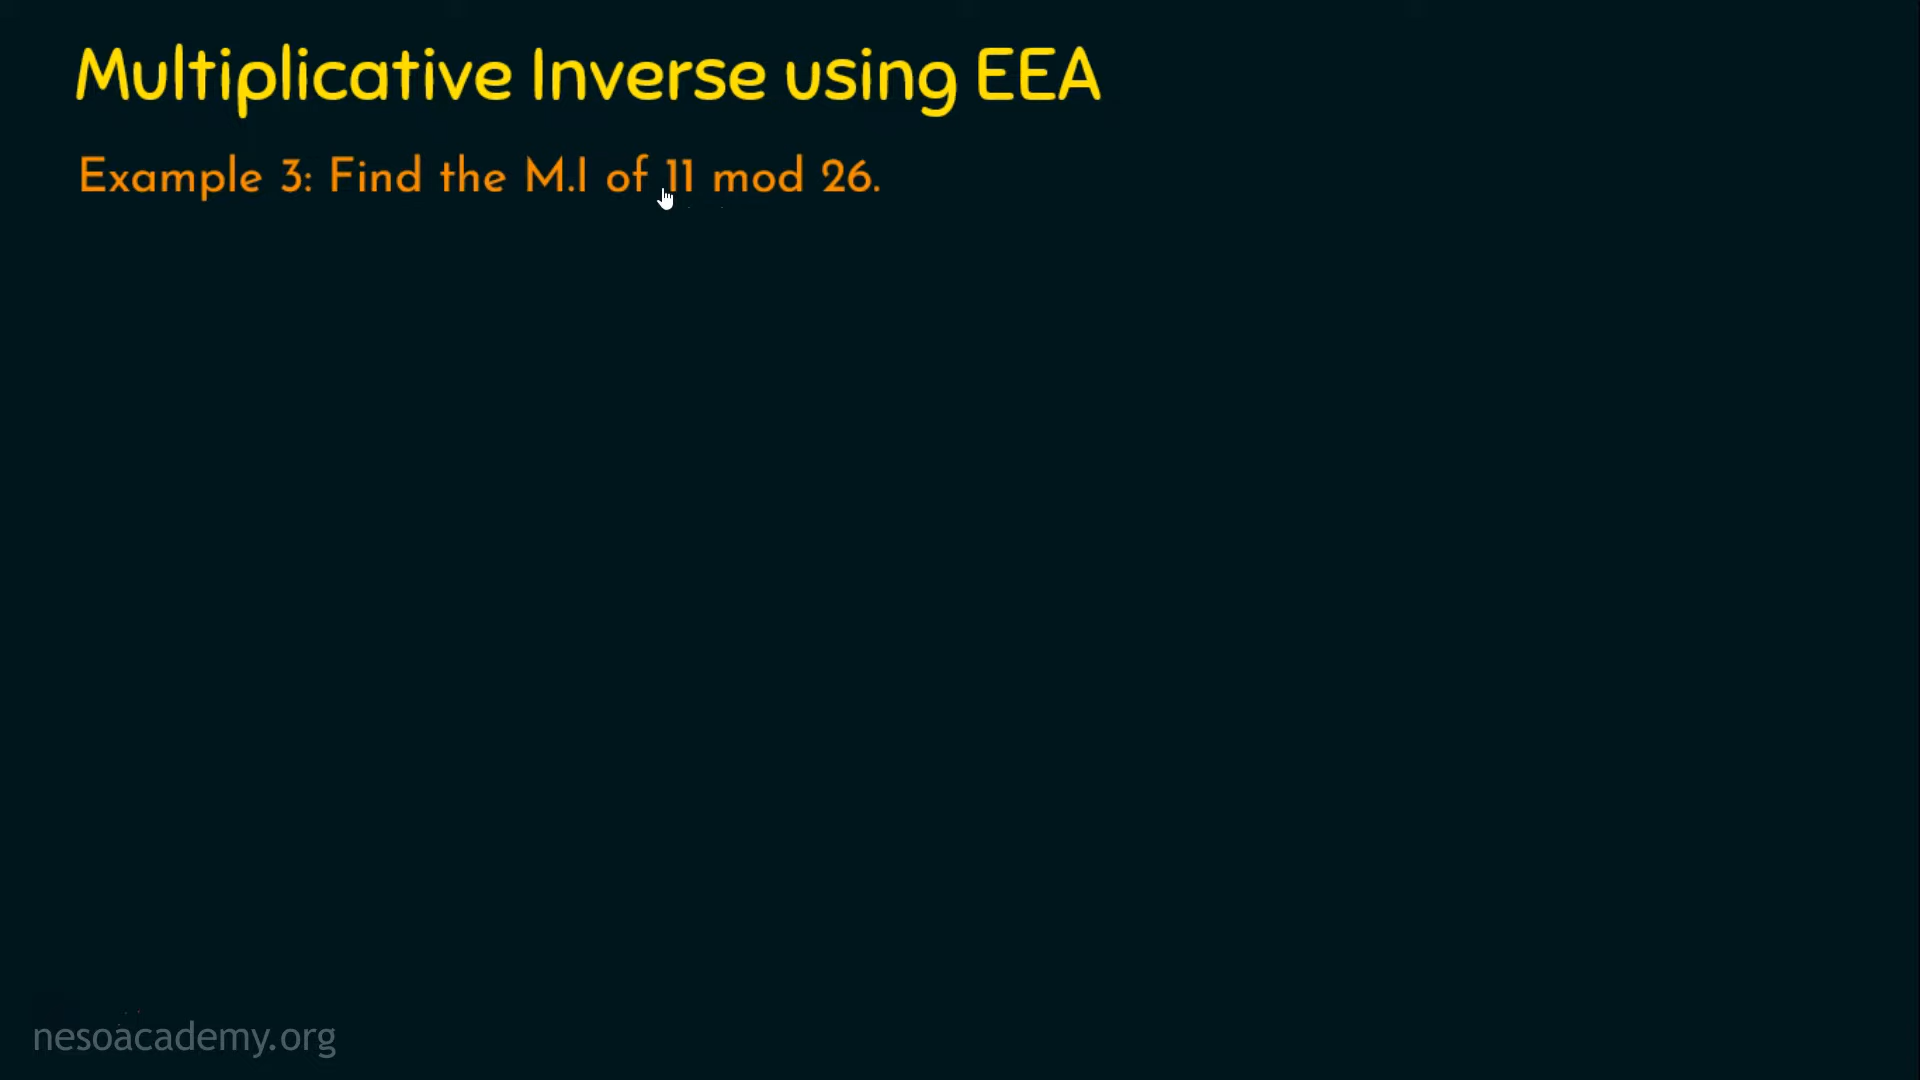 Multiplicative Inverse using EEA
Example 3: Find the M.I of 11 mod 26.
nesoacademy.org